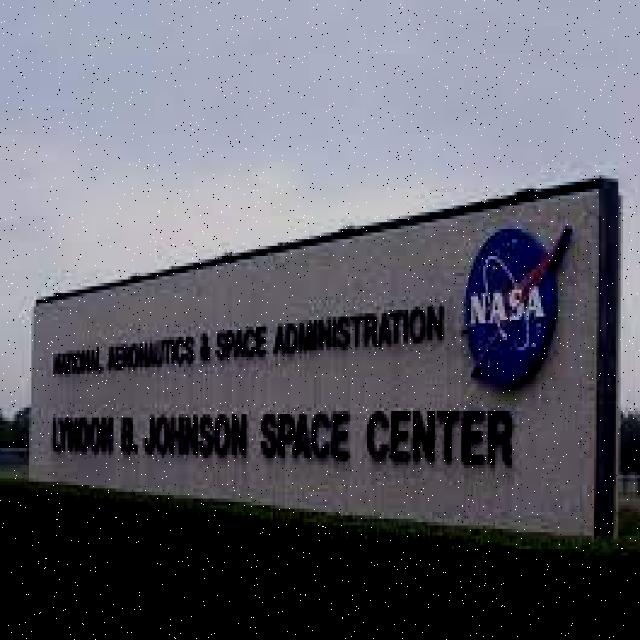 NATIONAL AERONAUTICS & SPACE ADMINISTRATION
LYNDON B. JOHNSON SPACE CENTER
NASA